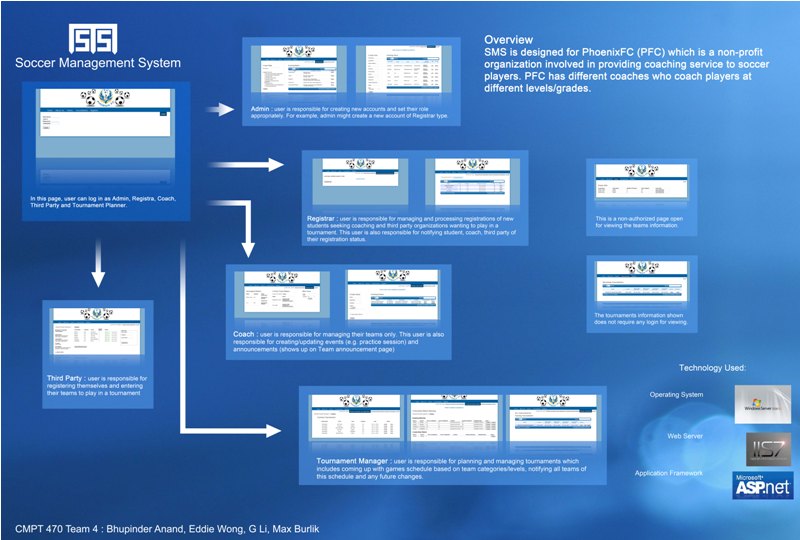 Soccer Management System
Overview
SMS is designed for PhoenixFC (PFC) which is a non-profit
organization involved in providing coaching service to soccer
players. PFC has different coaches who coach players at
different levels/grades.
Admin : user is responsible for creating new accounts and set their role
appropriately. For example, admin might create a new account of Registrar type.
In this page, user can log in as Admin, Registra, Coach,
Third Party and Tournament Planner.
Registrar : user is responsible for managing and processing registrations of new
students seeking coaching and third party organizations wanting to play in a
tournament. This user is also responsible for notifying student, coach, third party of
their registration status.
This is a non-authorized page open
for viewing the teams information
Coach : user is responsible for managing their teams only. This user is also
responsible for creating/updating events (e.g. practice session) and
announcements (shows up on Team announcement page)
The tournaments information shown
does not require any login for viewing.
Third Party : user is responsible for
registering themselves and entering
their teams to play in a tournament
Tournament Manager : user is responsible for planning and managing tournaments which
includes coming up with games schedule based on team categories/levels, notifying all teams of
this schedule and any future changes.
Technology Used:
Operating System
Windows Server
Web Server
IIS7
Application Framework
Microsoft
ASP.net
CMPT 470 Team 4 : Bhupinder Anand, Eddie Wong, G Li, Max Burlik